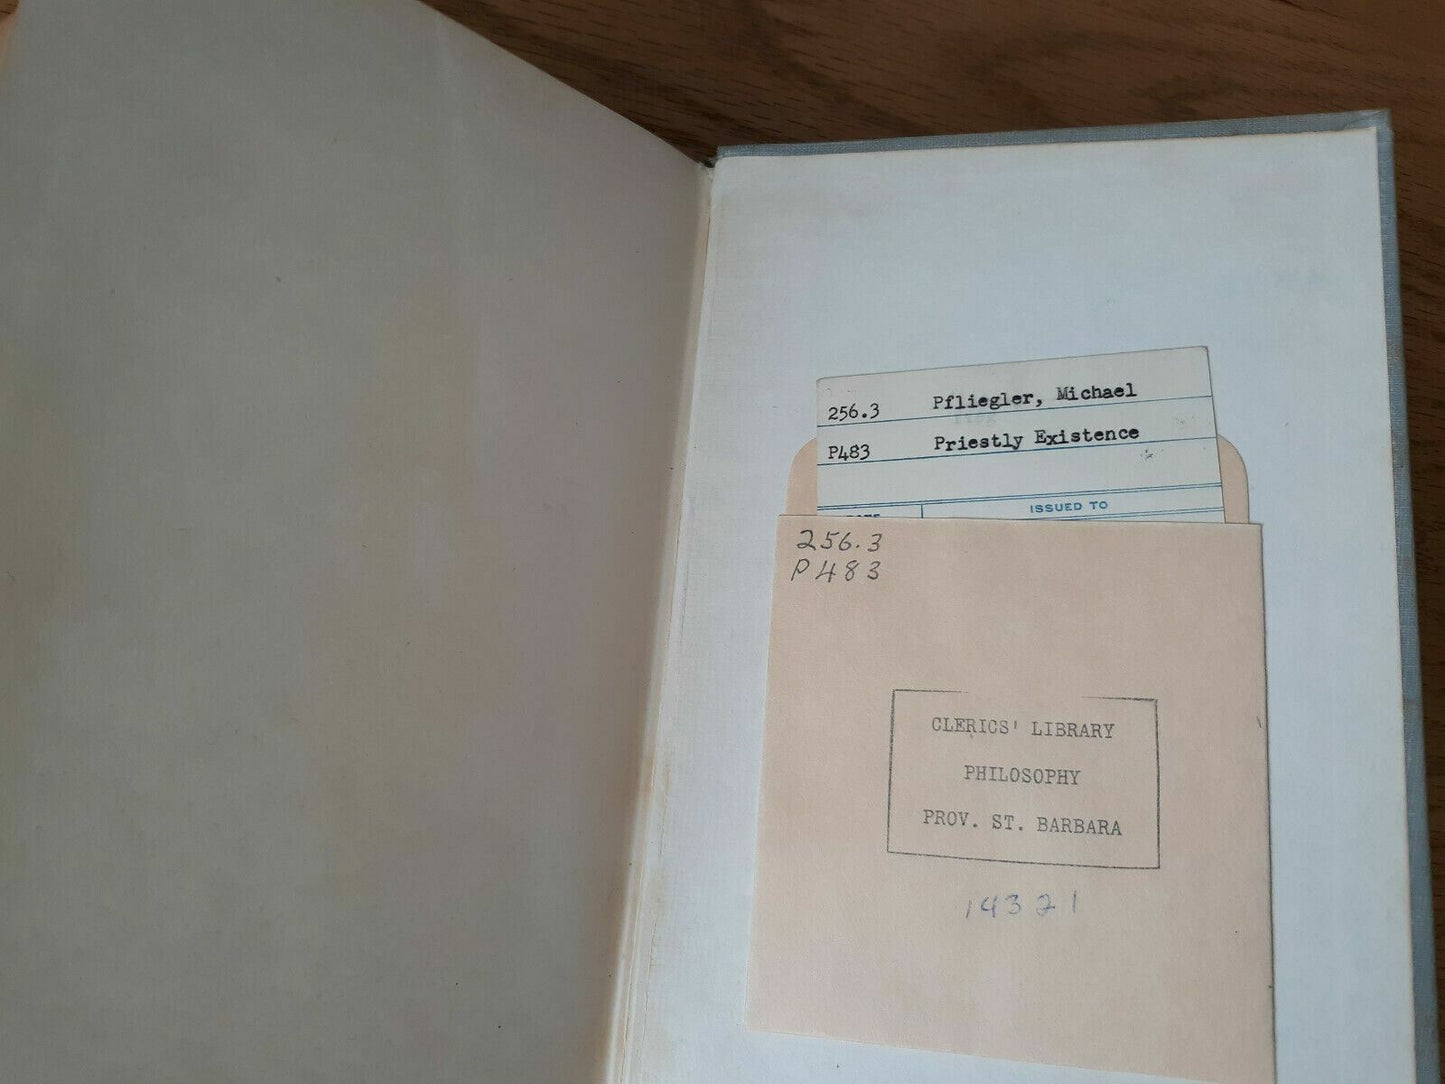 256.3 Pfliegler, Michael
P483 Priestly Existence
ISSUED TO
256.3
P483
CLERICS' LIBRARY
PHILOSOPHY
PROV. ST. BARBARA
14321